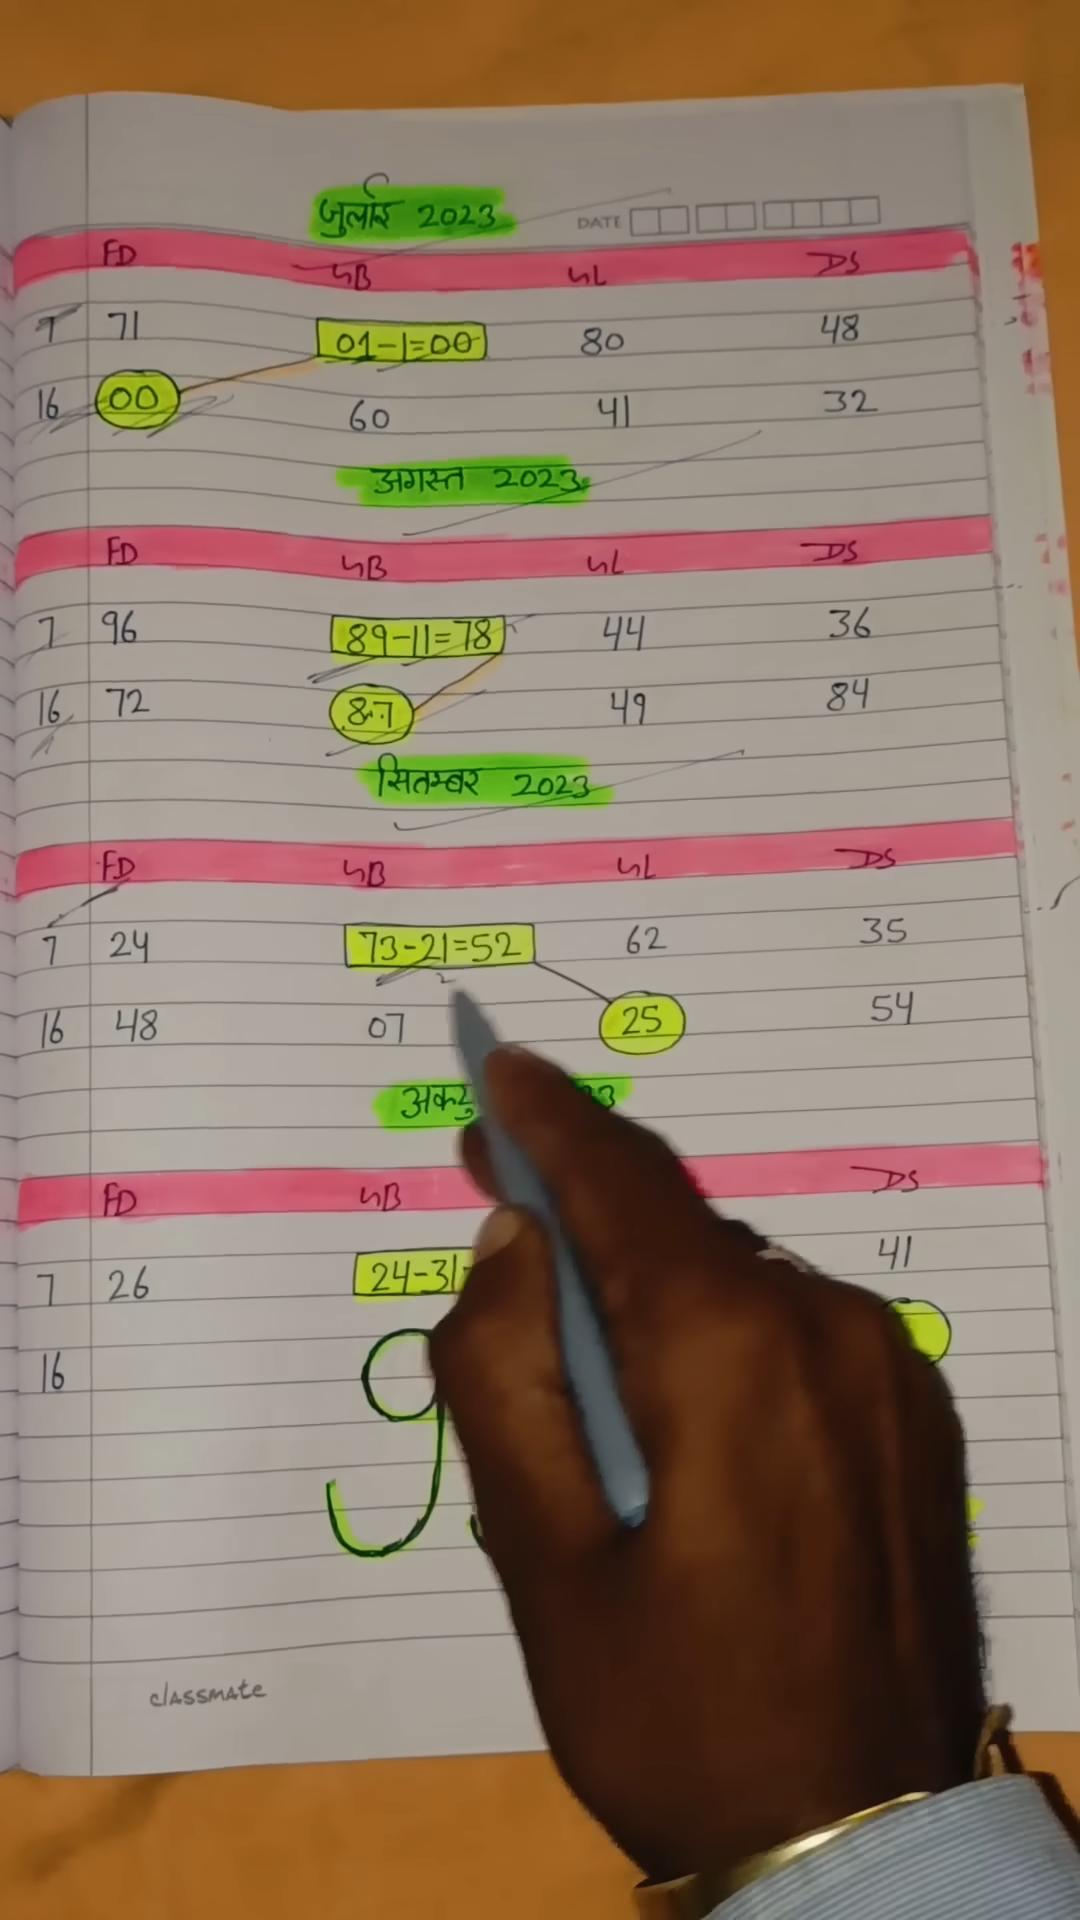 जुलाई 2023
DATE
FD GB GL DS
7 71 01-1=00 80 48
16 00 60 41 32
अगस्त 2023
FD GB GL DS
7 96 89-11=78 44 36
16 72 87 49 84
सितम्बर 2023
FD GB GL DS
7 24 73-21=52 62 35
16 48 07 25 54
FD GB DS
7 26 24-31= 41
16
classmate